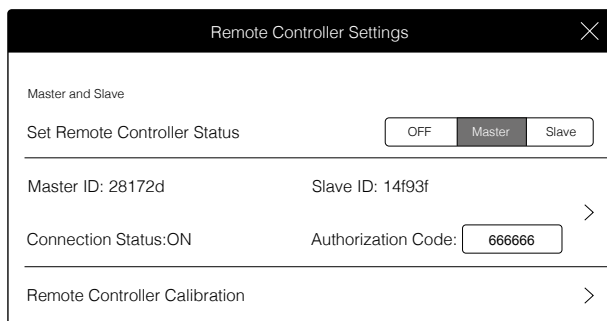 Remote Controller Settings
Master and Slave
Set Remote Controller Status OFF Master Slave
Master ID: 28172d Slave ID: 14f93f
Connection Status:ON Authorization Code: 666666
Remote Controller Calibration